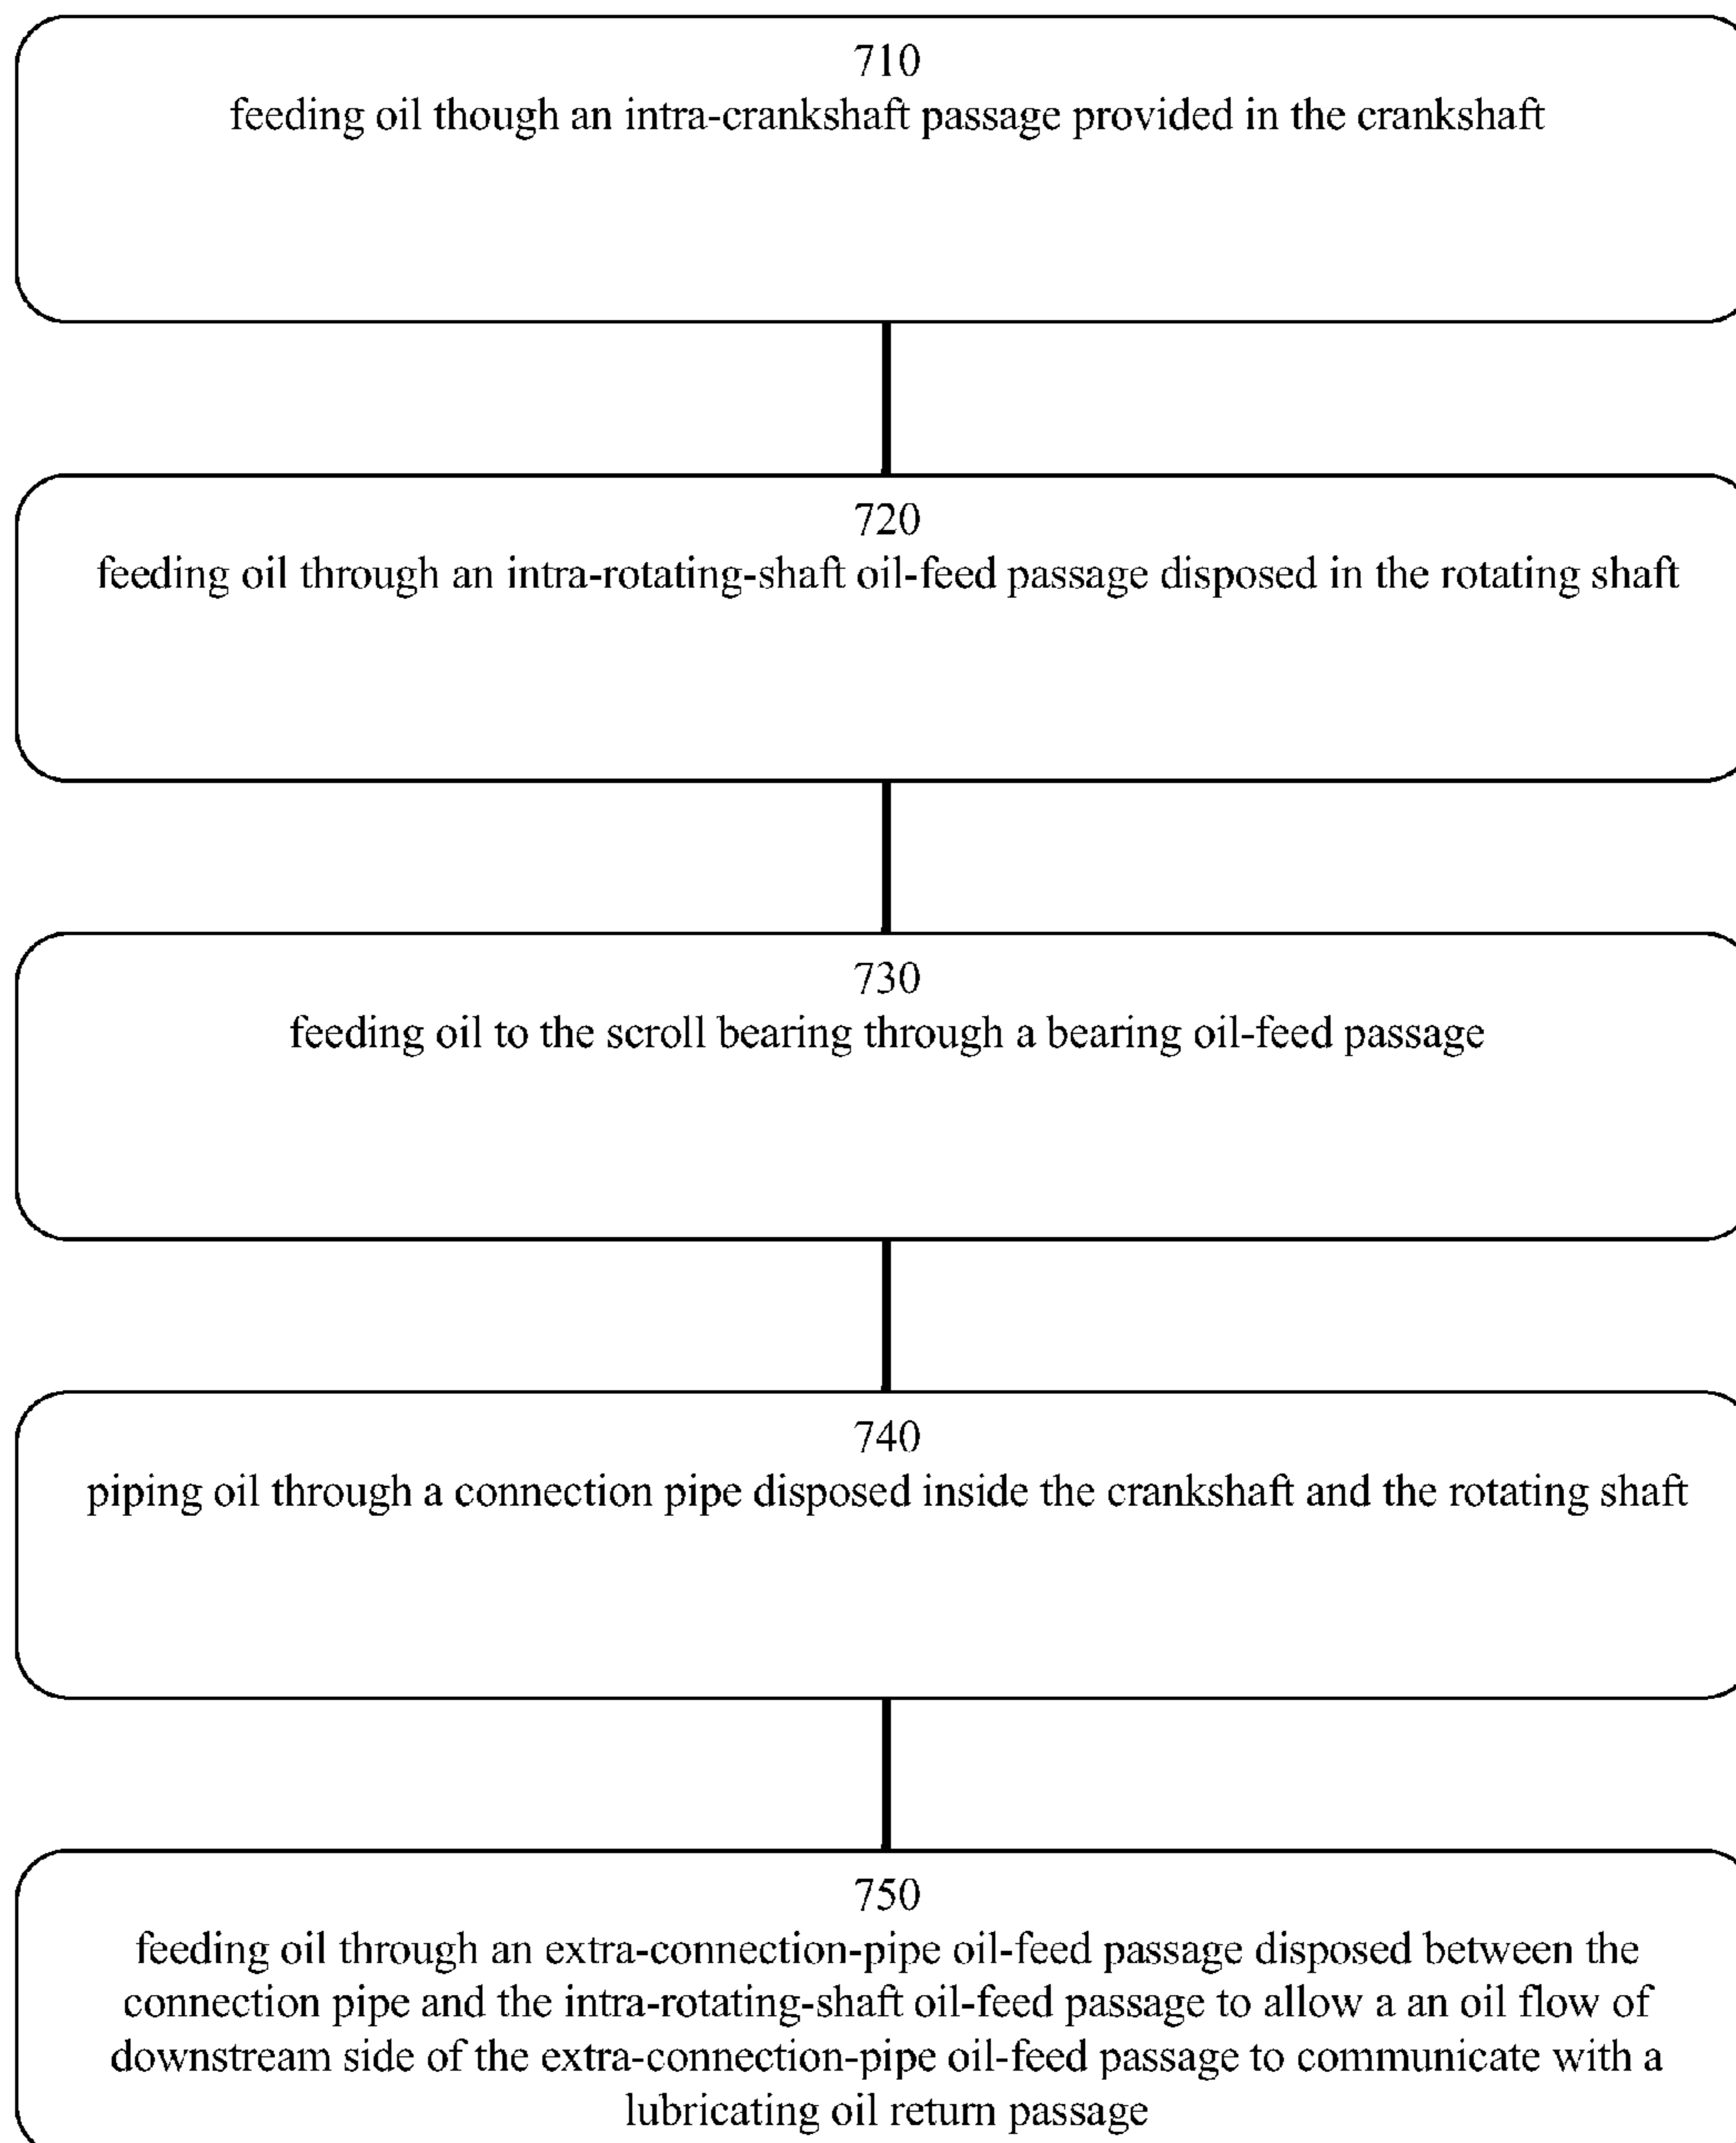 710
feeding oil though an intra-crankshaft passage provided in the crankshaft
720
feeding oil through an intra-rotating-shaft oil-feed passage disposed in the rotating shaft
730
feeding oil to the scroll bearing through a bearing oil-feed passage
740
piping oil through a connection pipe disposed inside the crankshaft and the rotating shaft
750
feeding oil through an extra-connection-pipe oil-feed passage disposed between the
connection pipe and the intra-rotating-shaft oil-feed passage to allow a an oil flow of
downstream side of the extra-connection-pipe oil-feed passage to communicate with a
lubricating oil return passage